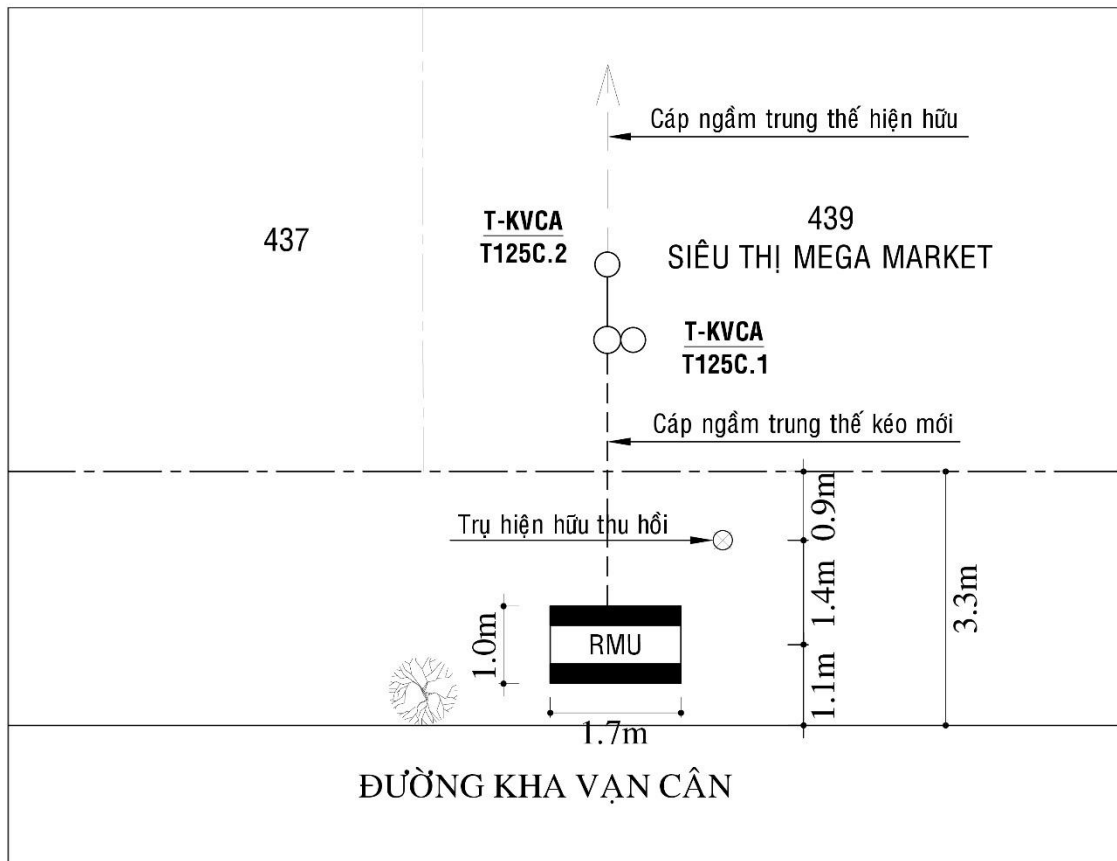 Cáp ngầm trung thế hiện hữu
437
T-KVCA
T125C.2
439
SIÊU THỊ MEGA MARKET
T-KVCA
T125C.1
Cáp ngầm trung thế kéo mới
Trụ hiện hữu thu hồi
0.9m
1.4m
1.1m
3.3m
1.0m
RMU
1.7m
ĐƯỜNG KHA VẠN CÂN